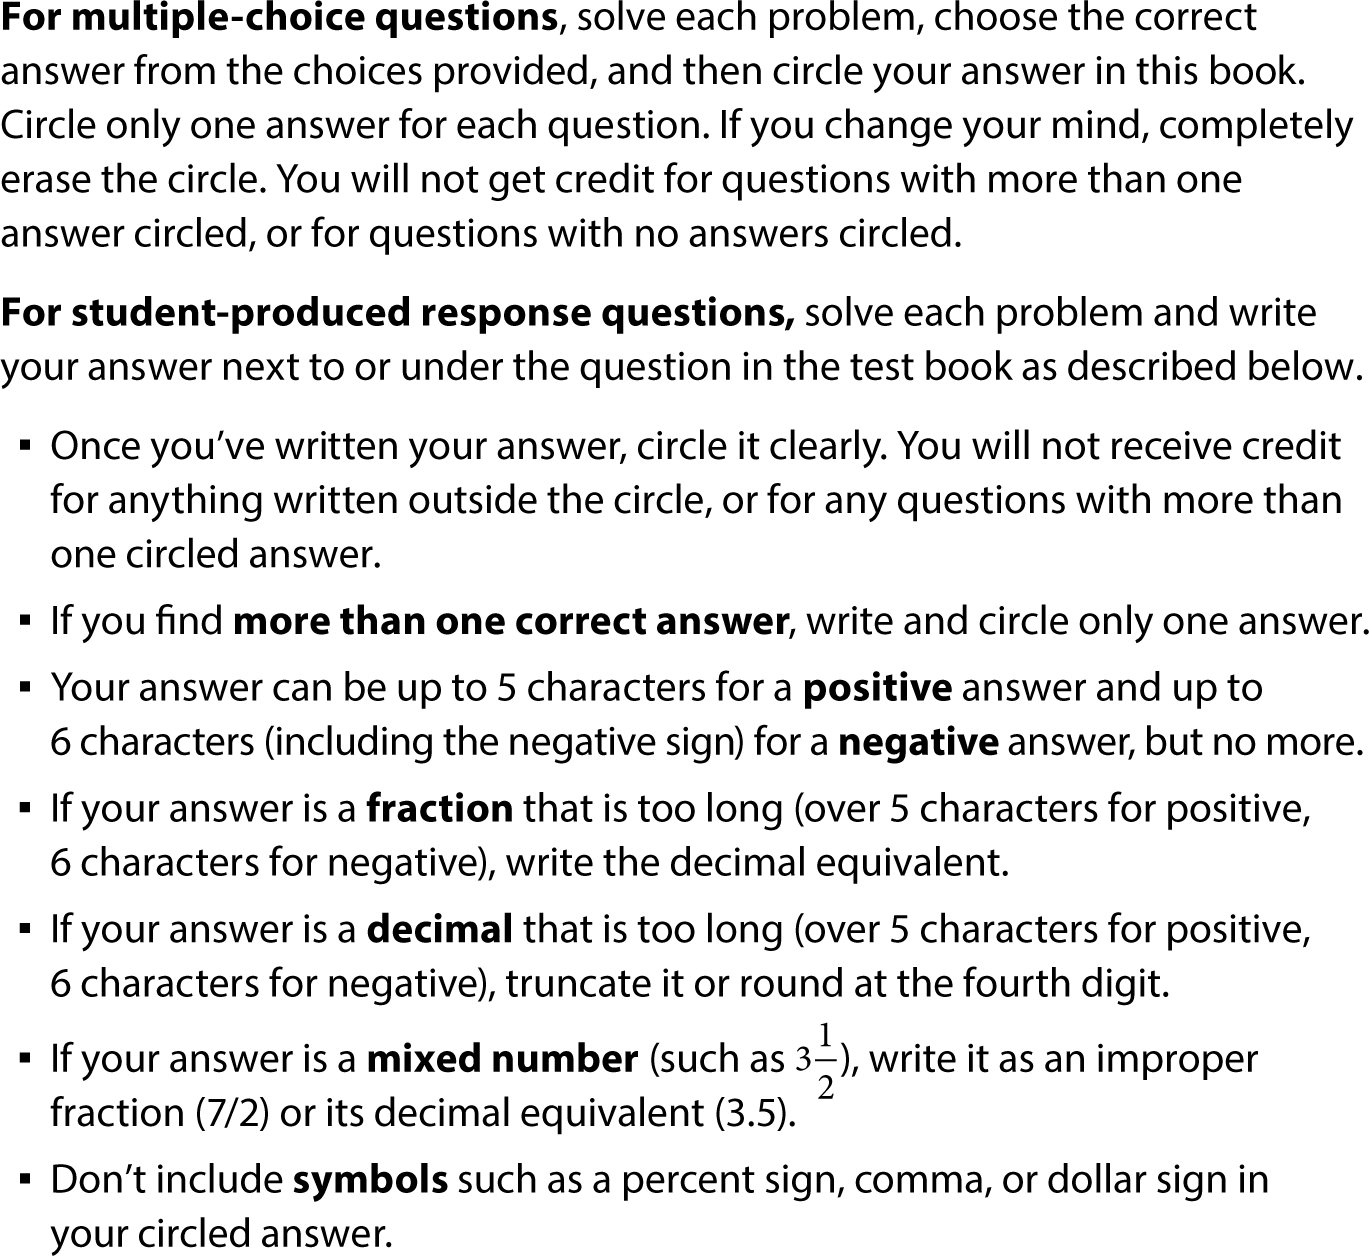 For multiple-choice questions, solve each problem, choose the correct
answer from the choices provided, and then circle your answer in this book.
Circle only one answer for each question. If you change your mind, completely
erase the circle. You will not get credit for questions with more than one
answer circled, or for questions with no answers circled.
For student-produced response questions, solve each problem and write
your answer next to or under the question in the test book as described below.
▪ Once you’ve written your answer, circle it clearly. You will not receive credit
for anything written outside the circle, or for any questions with more than
one circled answer.
▪ If you find more than one correct answer, write and circle only one answer.
▪ Your answer can be up to 5 characters for a positive answer and up to
6 characters (including the negative sign) for a negative answer, but no more.
▪ If your answer is a fraction that is too long (over 5 characters for positive,
6 characters for negative), write the decimal equivalent.
▪ If your answer is a decimal that is too long (over 5 characters for positive,
6 characters for negative), truncate it or round at the fourth digit.
▪ If your answer is a mixed number (such as 3 1/2), write it as an improper
fraction (7/2) or its decimal equivalent (3.5).
▪ Don’t include symbols such as a percent sign, comma, or dollar sign in
your circled answer.